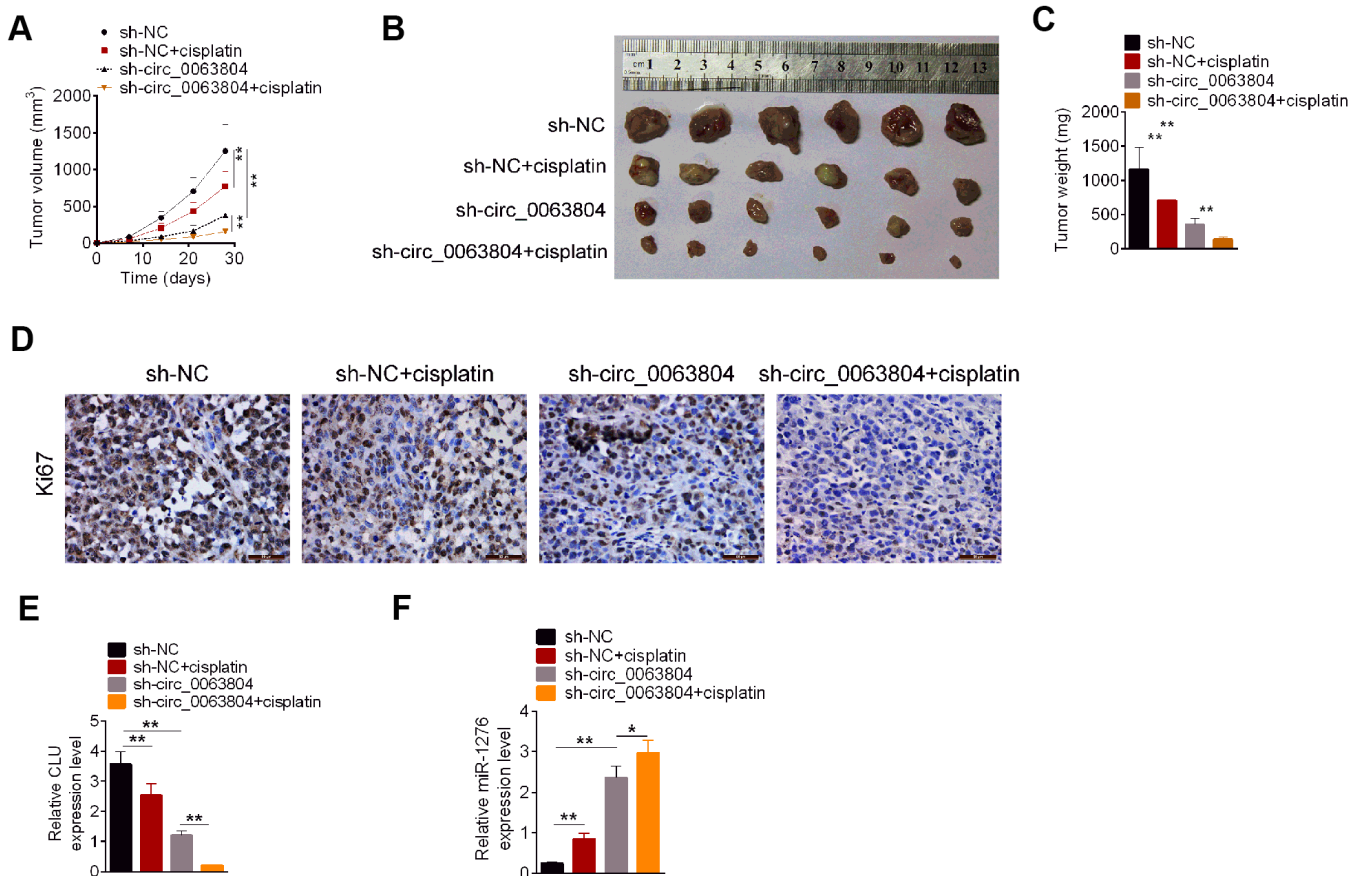 A
sh-NC
sh-NC+cisplatin
sh-circ_0063804
sh-circ_0063804+cisplatin
Tumor volume (mm³)
2000
1500
1000
500
0
0 10 20 30
Time (days)
**
**
**
B
cm 1 2 3 4 5 6 7 8 9 10 11 12 13
0.5mm
sh-NC
sh-NC+cisplatin
sh-circ_0063804
sh-circ_0063804+cisplatin
C
sh-NC
sh-NC+cisplatin
sh-circ_0063804
sh-circ_0063804+cisplatin
Tumor weight (mg)
2000
1500
1000
500
0
**
**
**
D
sh-NC sh-NC+cisplatin sh-circ_0063804 sh-circ_0063804+cisplatin
Ki67
E
sh-NC
sh-NC+cisplatin
sh-circ_0063804
sh-circ_0063804+cisplatin
Relative CLU
expression level
5
4
3
2
1
0
**
**
**
F
sh-NC
sh-NC+cisplatin
sh-circ_0063804
sh-circ_0063804+cisplatin
Relative miR-1276
expression level
4
3
2
1
0
**
**
*